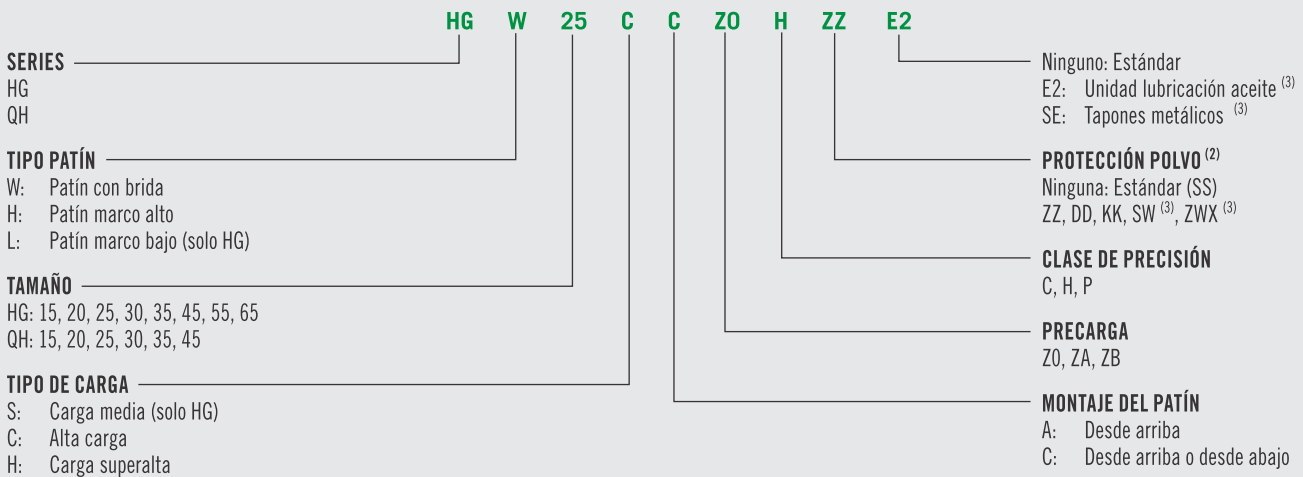 HG W 25 C C Z0 H ZZ E2
SERIES
HG
QH
TIPO PATÍN
W: Patín con brida
H: Patín marco alto
L: Patín marco bajo (solo HG)
TAMAÑO
HG: 15, 20, 25, 30, 35, 45, 55, 65
QH: 15, 20, 25, 30, 35, 45
TIPO DE CARGA
S: Carga media (solo HG)
C: Alta carga
H: Carga superalta
Ninguno: Estándar
E2: Unidad lubricación aceite (3)
SE: Tapones metálicos (3)
PROTECCIÓN POLVO (2)
Ninguna: Estándar (SS)
ZZ, DD, KK, SW (3), ZWX (3)
CLASE DE PRECISIÓN
C, H, P
PRECARGA
Z0, ZA, ZB
MONTAJE DEL PATÍN
A: Desde arriba
C: Desde arriba o desde abajo